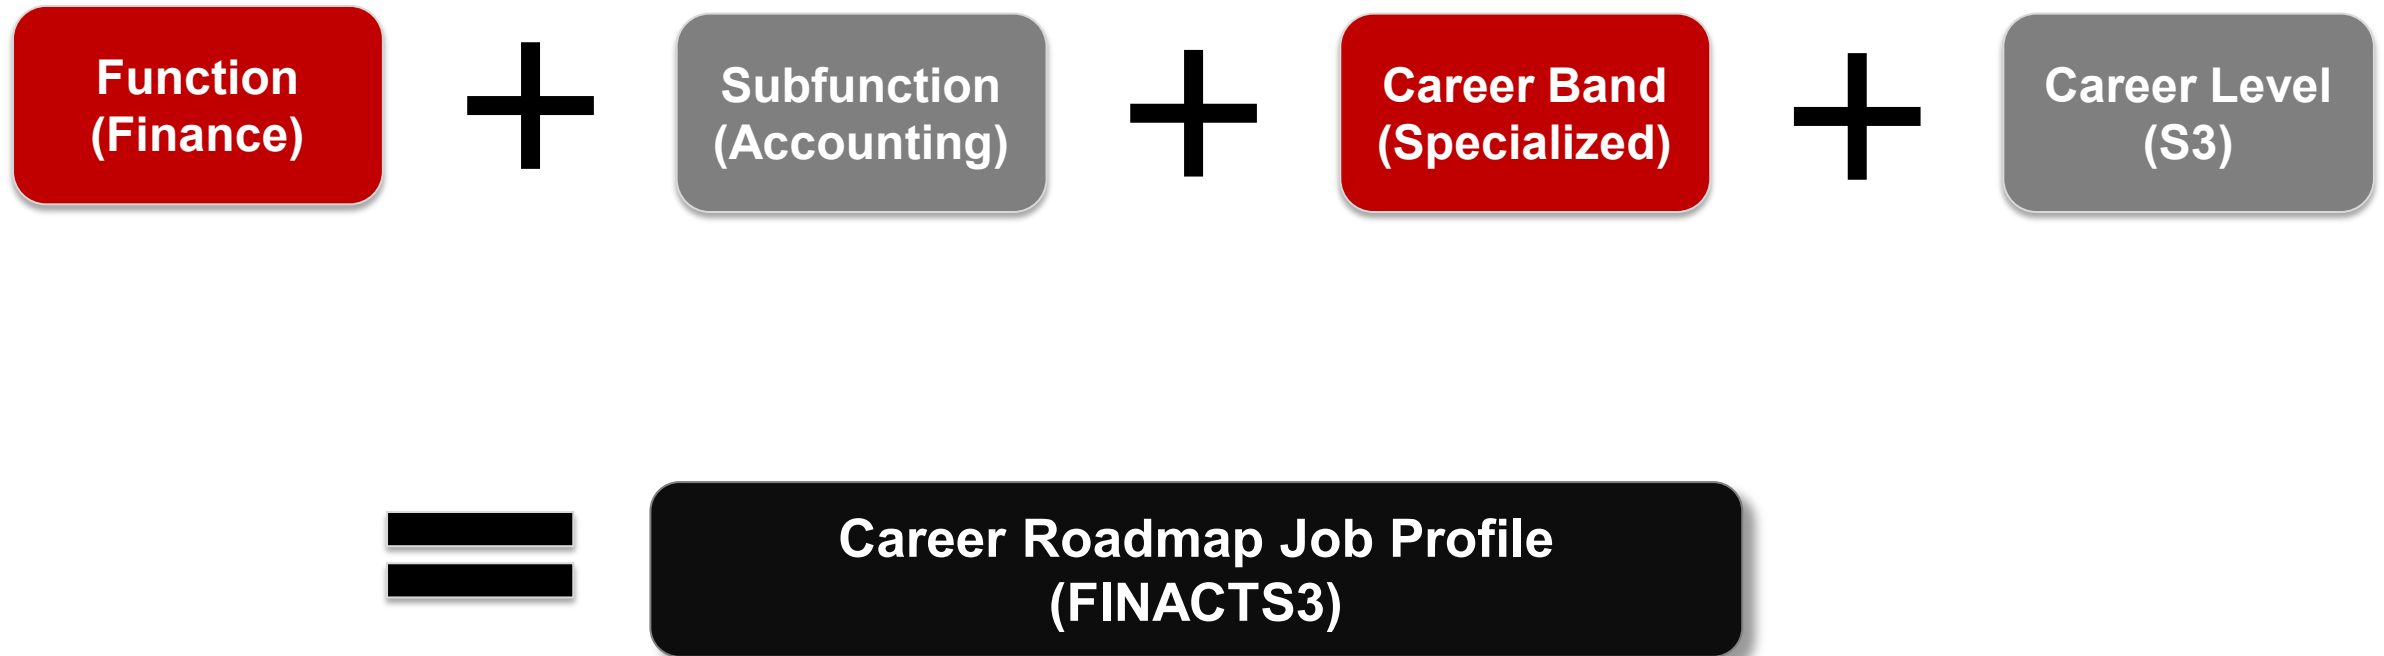 Function
(Finance)
Subfunction
(Accounting)
Career Band
(Specialized)
Career Level
(S3)
Career Roadmap Job Profile
(FINACTS3)